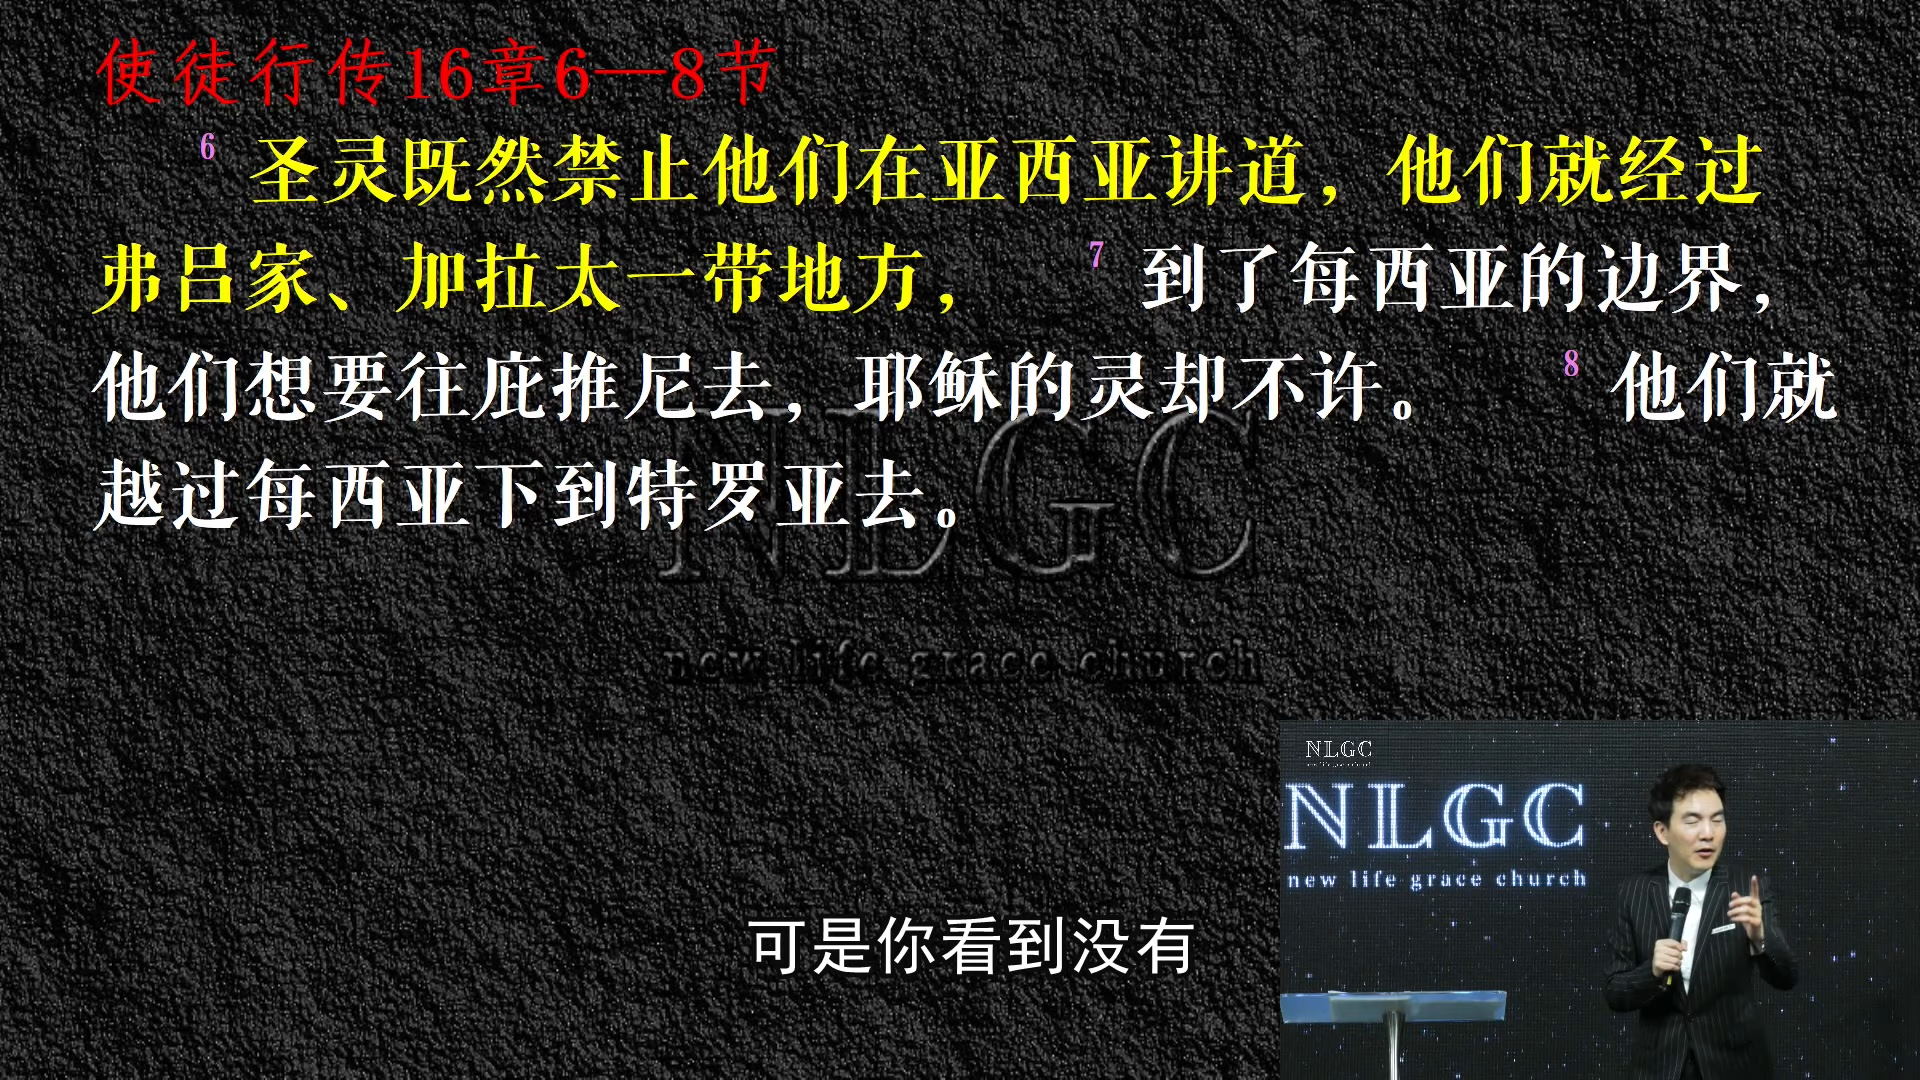 使徒行传16章6—8节
6 圣灵既然禁止他们在亚西亚讲道，他们就经过
弗吕家、加拉太一带地方， 7 到了每西亚的边界，
他们想要往庇推尼去，耶稣的灵却不许。 8 他们就
越过每西亚下到特罗亚去。
NLGC
new life grace church
NLGC
NLGC
new life grace church
可是你看到没有